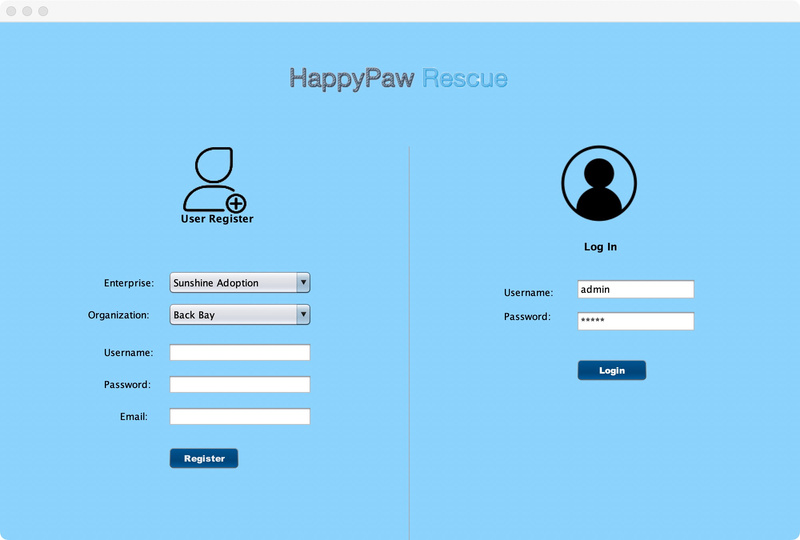 HappyPaw Rescue
User Register
Enterprise: Sunshine Adoption
Organization: Back Bay
Username:
Password:
Email:
Register
Log In
Username: admin
Password: *****
Login